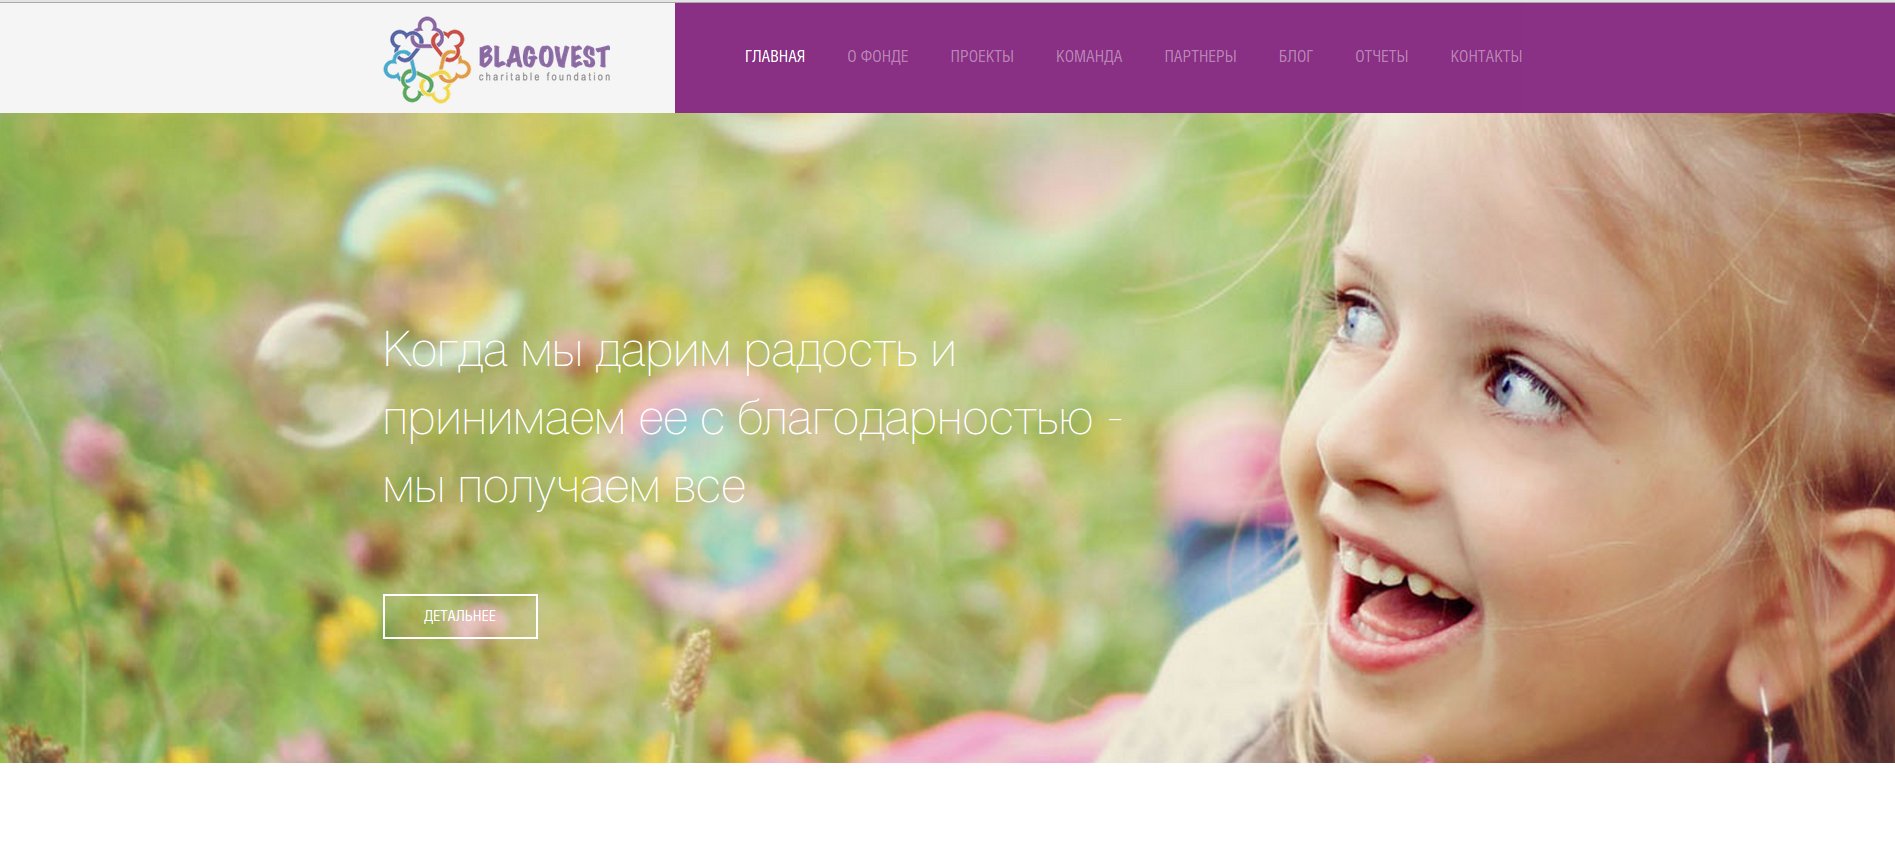 BLAGOVEST
charitable foundation
ГЛАВНАЯ О ФОНДЕ ПРОЕКТЫ КОМАНДА ПАРТНЕРЫ БЛОГ ОТЧЕТЫ КОНТАКТЫ
Когда мы дарим радость и
принимаем ее с благодарностью -
мы получаем все
ДЕТАЛЬНЕЕ